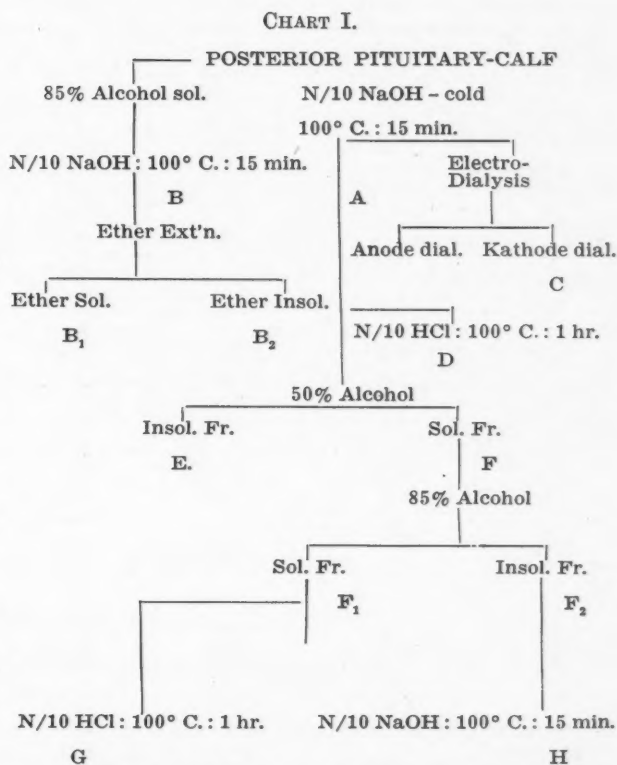 CHART I.
POSTERIOR PITUITARY-CALF
85% Alcohol sol.
N/10 NaOH – cold
100° C. : 15 min.
N/10 NaOH : 100° C. : 15 min.
Electro-
Dialysis
B
A
Ether Ext'n.
Anode dial.
Kathode dial.
C
Ether Sol.
Ether Insol.
B₁
B₂
N/10 HCl : 100° C. : 1 hr.
D
50% Alcohol
Insol. Fr.
Sol. Fr.
E.
F
85% Alcohol
Sol. Fr.
Insol. Fr.
F₁
F₂
N/10 HCl : 100° C. : 1 hr.
N/10 NaOH : 100° C. : 15 min.
G
H